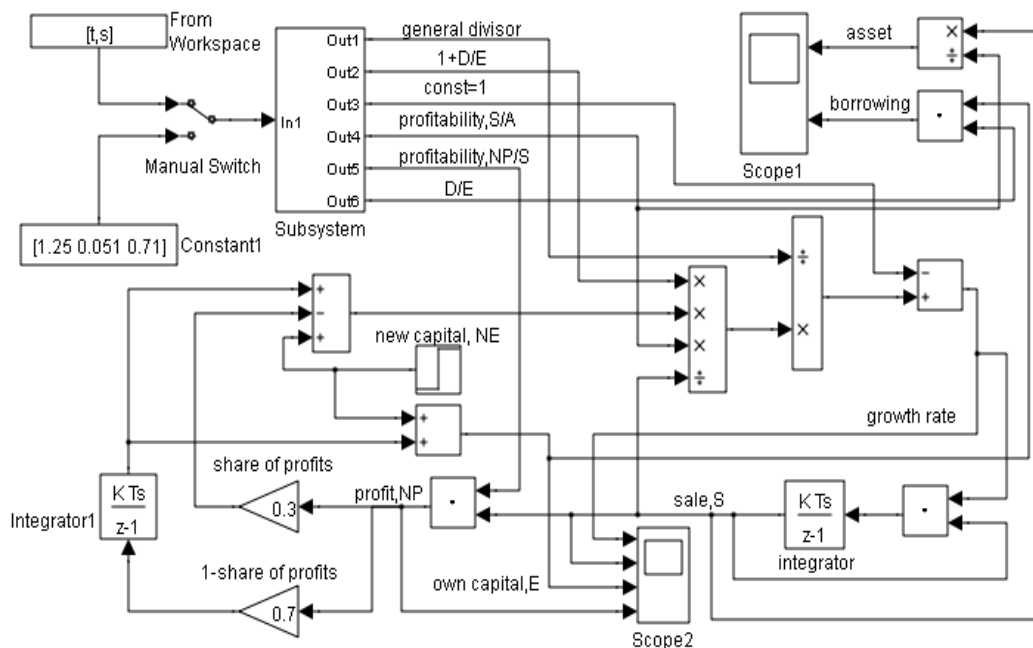 From
Workspace
[t,s]
Manual Switch
[1.25 0.051 0.71]
Constant1
In1
Out1
Out2
Out3
Out4
Out5
Out6
Subsystem
general divisor
1+D/E
const=1
profitability,S/A
profitability,NP/S
D/E
asset
borrowing
×
÷
Scope1
+
−
+
new capital, NE
+
+
×
×
×
÷
÷
×
−
+
growth rate
share of profits
0.3
profit,NP
sale,S
K Ts
z-1
Integrator1
K Ts
z-1
integrator
1-share of profits
0.7
own capital,E
Scope2